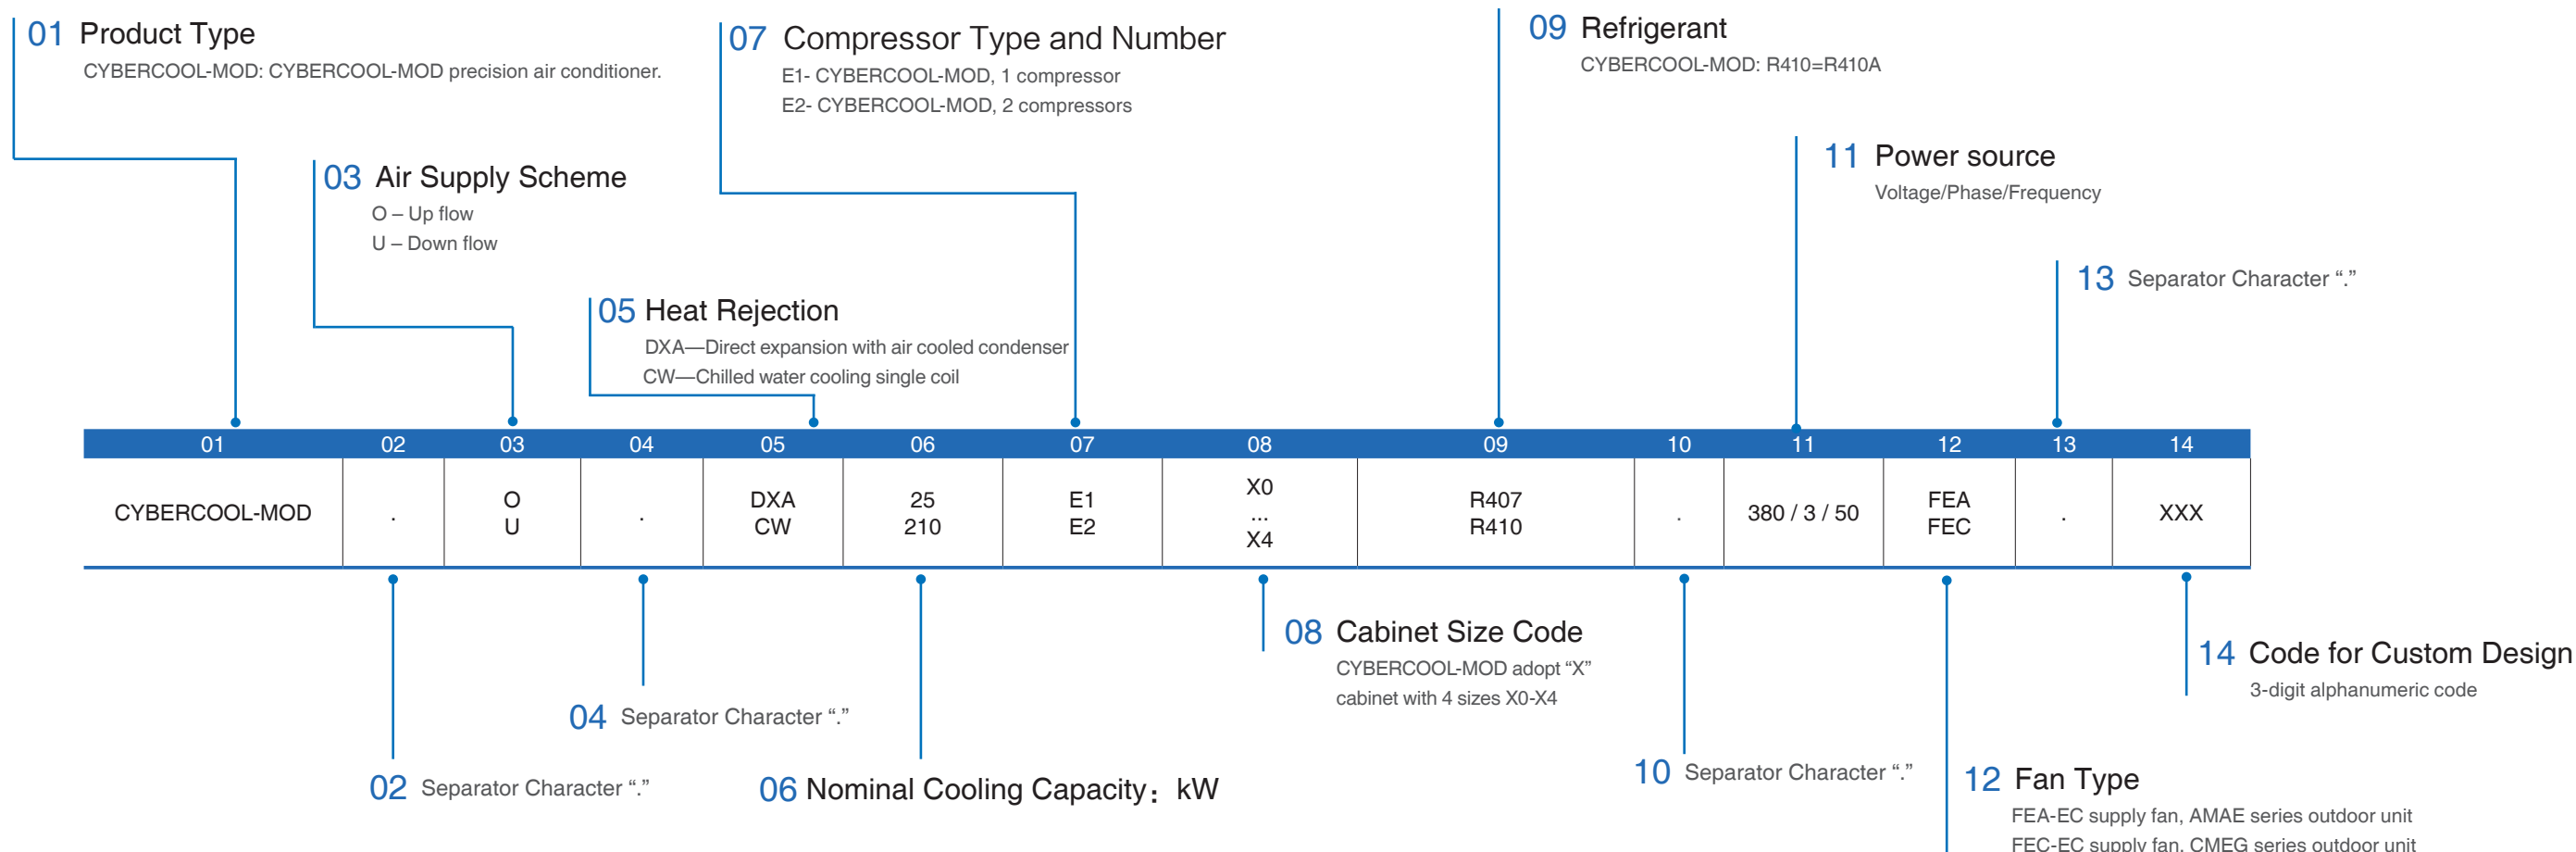 01 Product Type
CYBERCOOL-MOD: CYBERCOOL-MOD precision air conditioner.
03 Air Supply Scheme
O – Up flow
U – Down flow
05 Heat Rejection
DXA—Direct expansion with air cooled condenser
CW—Chilled water cooling single coil
07 Compressor Type and Number
E1- CYBERCOOL-MOD, 1 compressor
E2- CYBERCOOL-MOD, 2 compressors
09 Refrigerant
CYBERCOOL-MOD: R410=R410A
11 Power source
Voltage/Phase/Frequency
13 Separator Character “.”
01 02 03 04 05 06 07 08 09 10 11 12 13 14
CYBERCOOL-MOD
.
O
U
.
DXA
CW
25
210
E1
E2
X0
...
X4
R407
R410
.
380 / 3 / 50
FEA
FEC
.
XXX
02 Separator Character “.”
04 Separator Character “.”
06 Nominal Cooling Capacity：kW
08 Cabinet Size Code
CYBERCOOL-MOD adopt “X”
cabinet with 4 sizes X0-X4
10 Separator Character “.”
12 Fan Type
FEA-EC supply fan, AMAE series outdoor unit
FEC-EC supply fan, CMEG series outdoor unit
14 Code for Custom Design
3-digit alphanumeric code